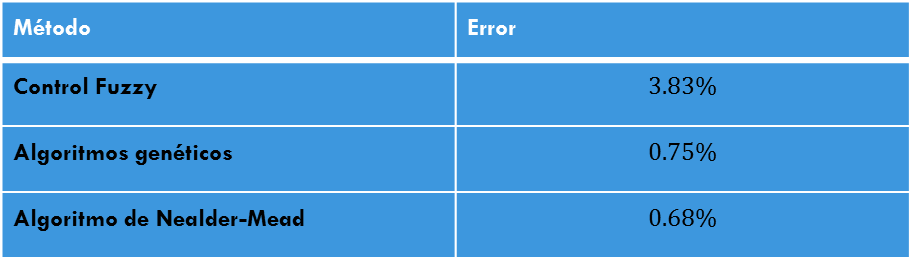 Método Error
Control Fuzzy 3.83%
Algoritmos genéticos 0.75%
Algoritmo de Nealder-Mead 0.68%